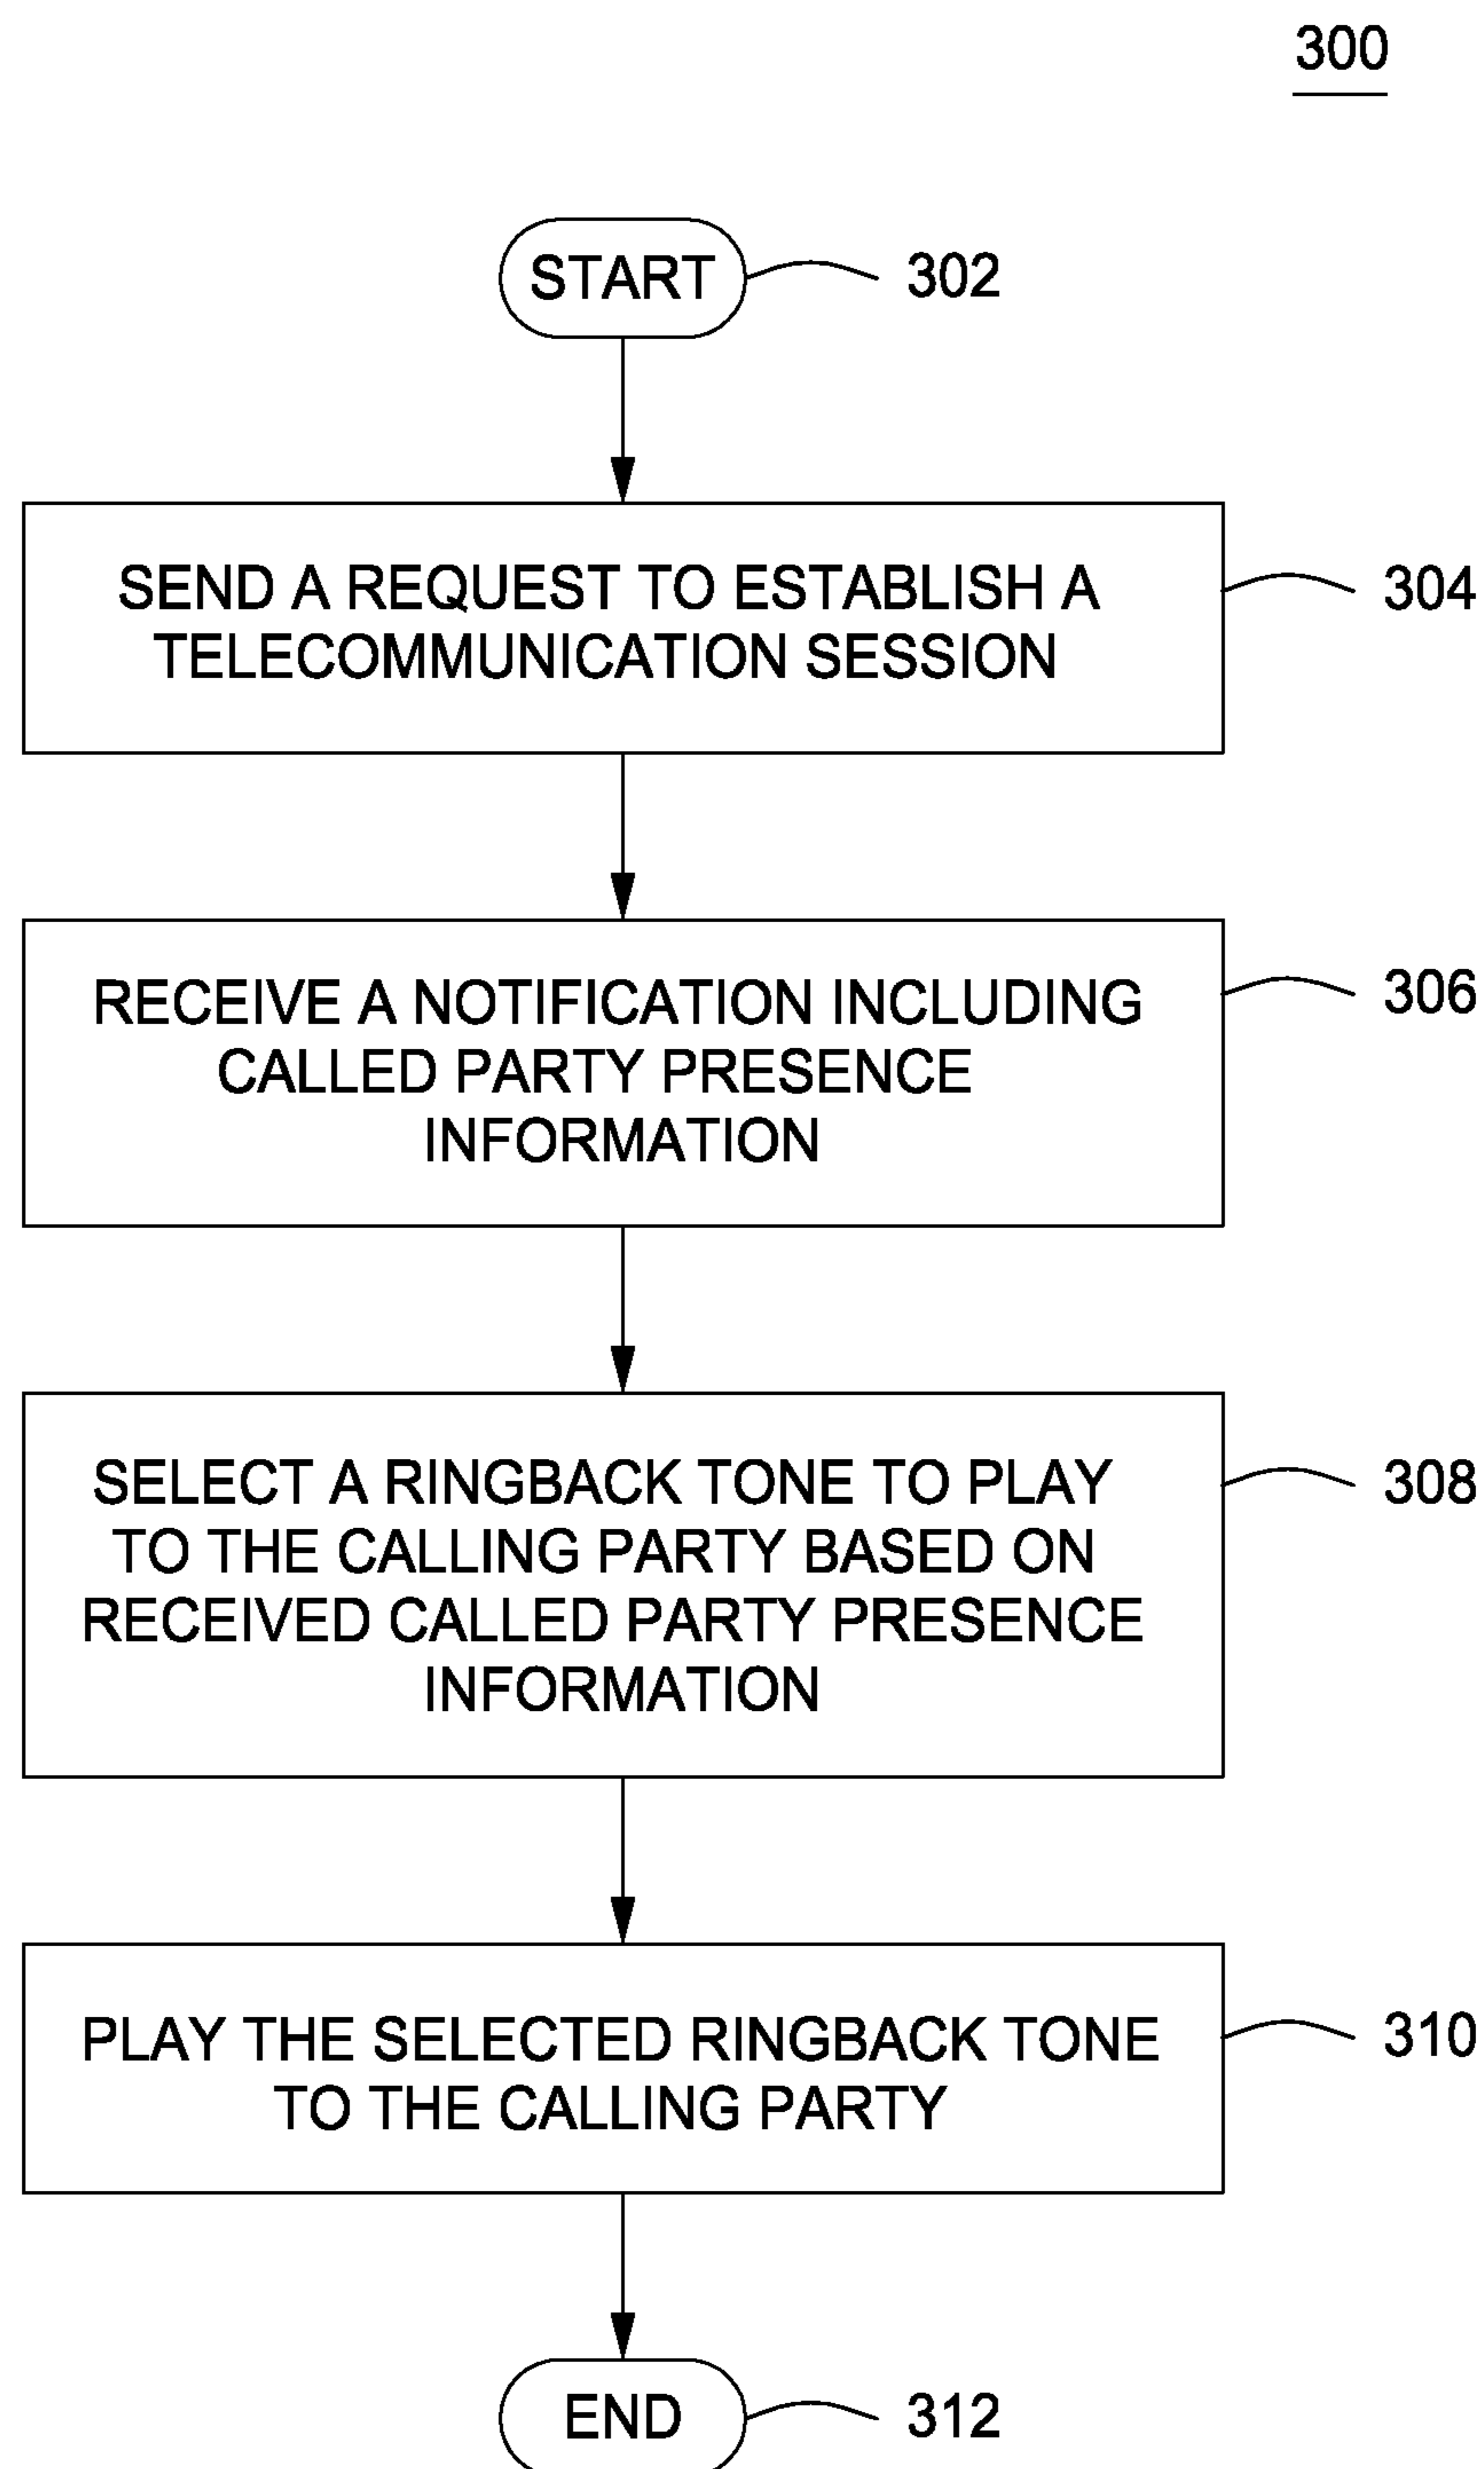 300
START
302
SEND A REQUEST TO ESTABLISH A
TELECOMMUNICATION SESSION
304
RECEIVE A NOTIFICATION INCLUDING
CALLED PARTY PRESENCE
INFORMATION
306
SELECT A RINGBACK TONE TO PLAY
TO THE CALLING PARTY BASED ON
RECEIVED CALLED PARTY PRESENCE
INFORMATION
308
PLAY THE SELECTED RINGBACK TONE
TO THE CALLING PARTY
310
END
312